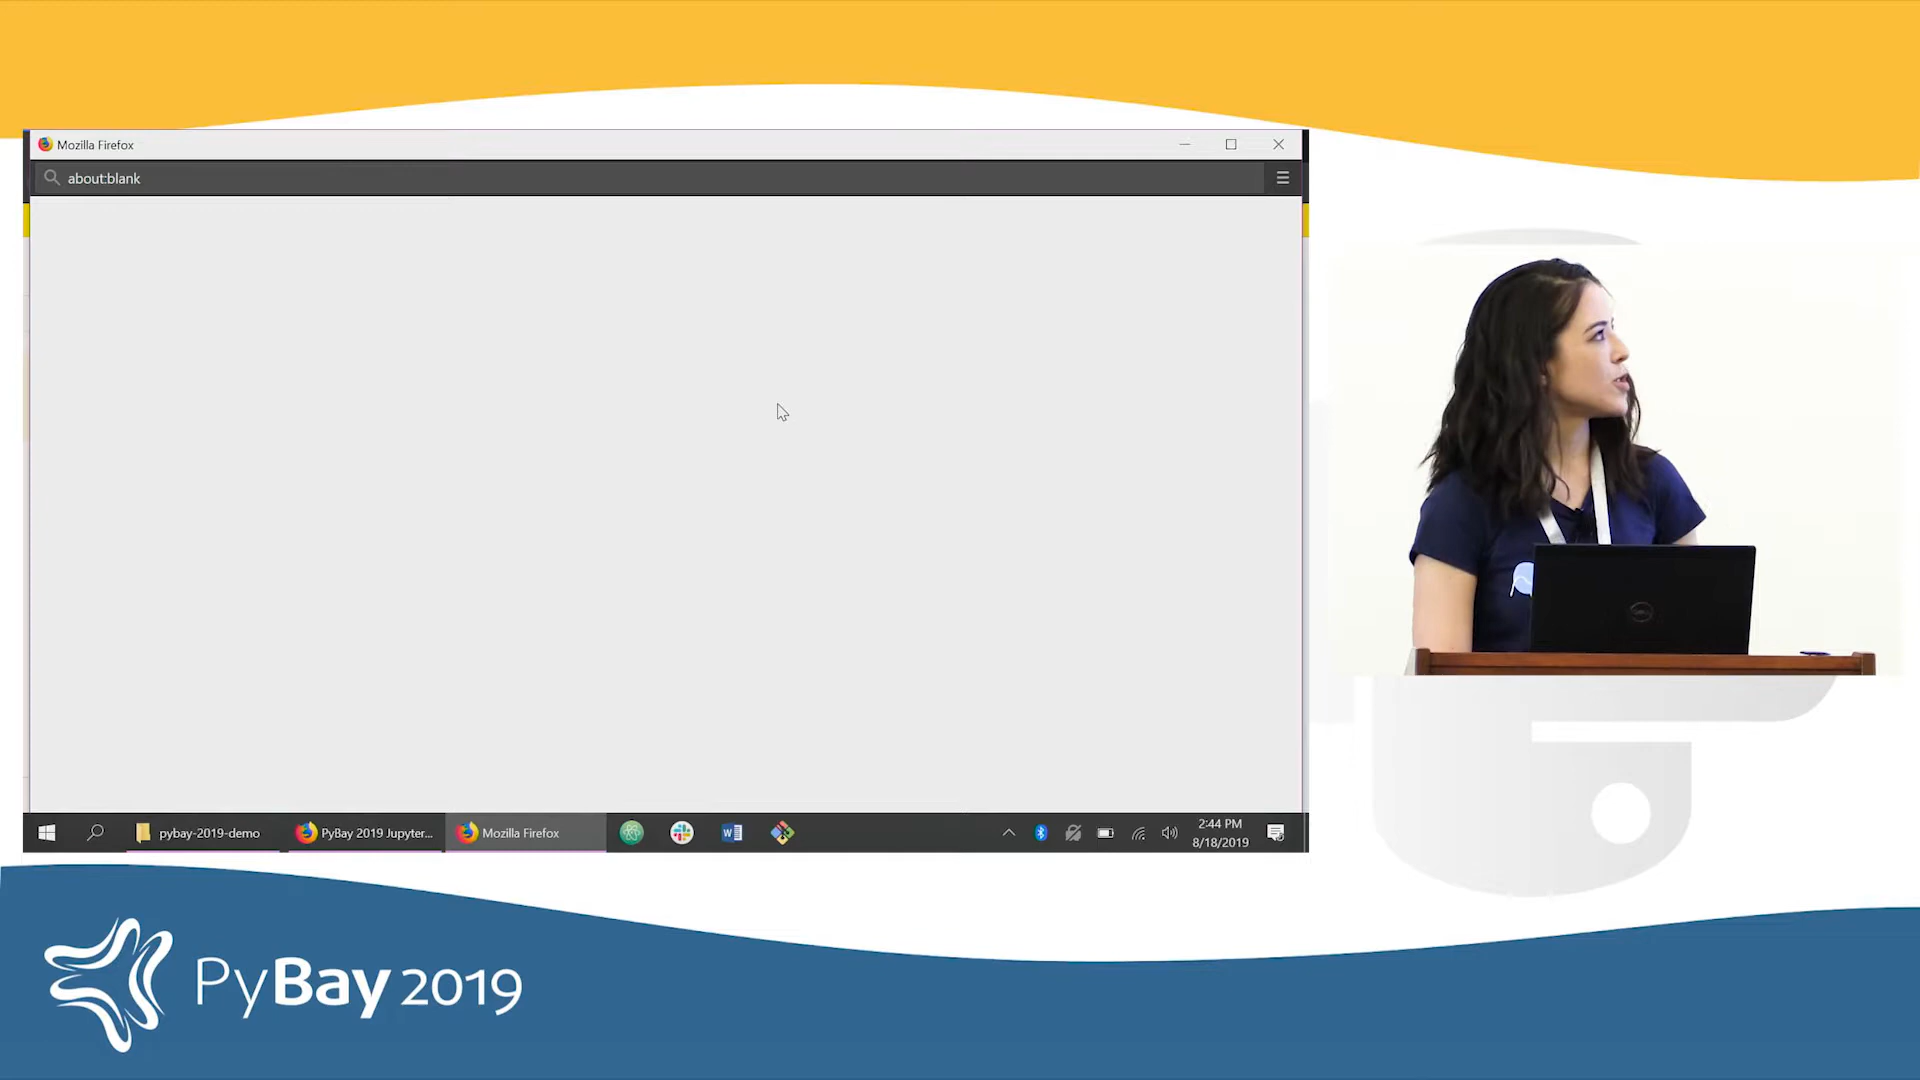 Mozilla Firefox
about:blank
pybay-2019-demo
PyBay 2019 Jupyter...
Mozilla Firefox
2:44 PM
8/18/2019
PyBay 2019